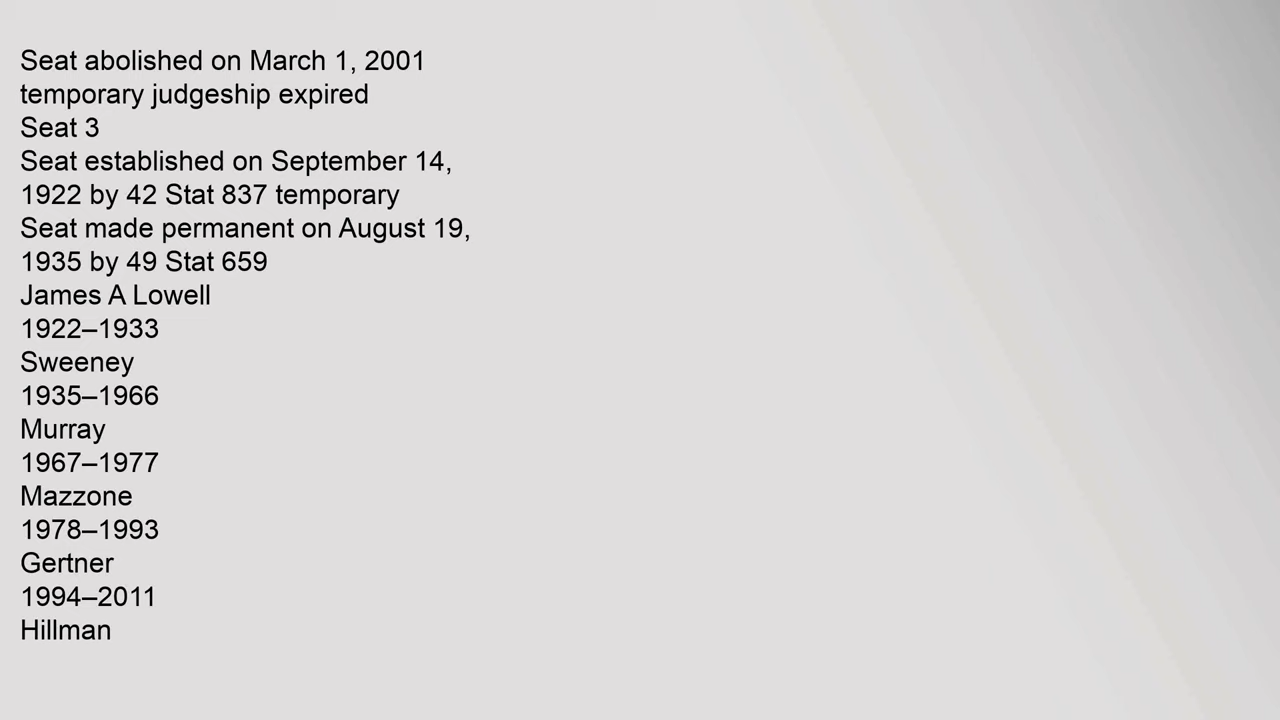 Seat abolished on March 1, 2001
temporary judgeship expired
Seat 3
Seat established on September 14,
1922 by 42 Stat 837 temporary
Seat made permanent on August 19,
1935 by 49 Stat 659
James A Lowell
1922–1933
Sweeney
1935–1966
Murray
1967–1977
Mazzone
1978–1993
Gertner
1994–2011
Hillman